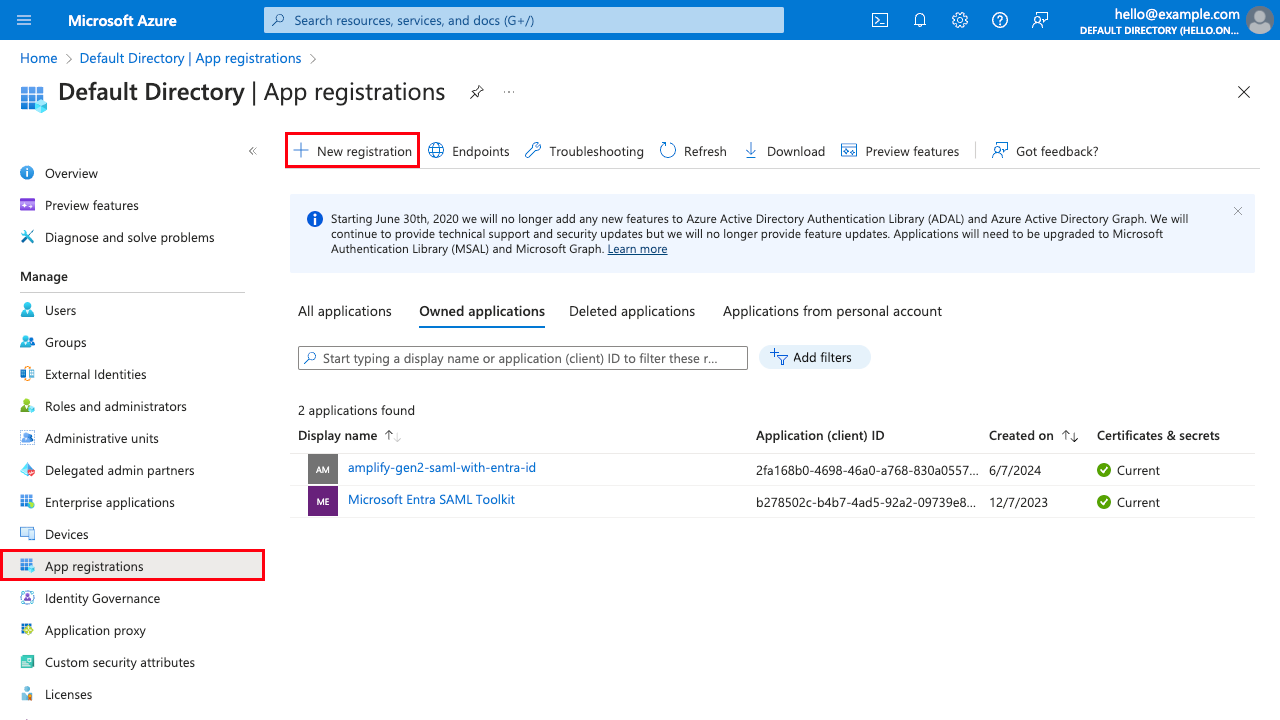 Microsoft Azure
Search resources, services, and docs (G+/)
hello@example.com
DEFAULT DIRECTORY (HELLO.ON...
Home > Default Directory | App registrations >
Default Directory | App registrations
...
«
Overview
Preview features
Diagnose and solve problems
Manage
Users
Groups
External Identities
Roles and administrators
Administrative units
Delegated admin partners
Enterprise applications
Devices
App registrations
Identity Governance
Application proxy
Custom security attributes
Licenses
New registration Endpoints Troubleshooting Refresh Download Preview features Got feedback?
Starting June 30th, 2020 we will no longer add any new features to Azure Active Directory Authentication Library (ADAL) and Azure Active Directory Graph. We will
continue to provide technical support and security updates but we will no longer provide feature updates. Applications will need to be upgraded to Microsoft
Authentication Library (MSAL) and Microsoft Graph. Learn more
All applications Owned applications Deleted applications Applications from personal account
Start typing a display name or application (client) ID to filter these r...
Add filters
2 applications found
Display name Application (client) ID Created on Certificates & secrets
AM amplify-gen2-saml-with-entra-id 2fa168b0-4698-46a0-a768-830a0557... 6/7/2024 Current
ME Microsoft Entra SAML Toolkit b278502c-b4b7-4ad5-92a2-09739e8... 12/7/2023 Current